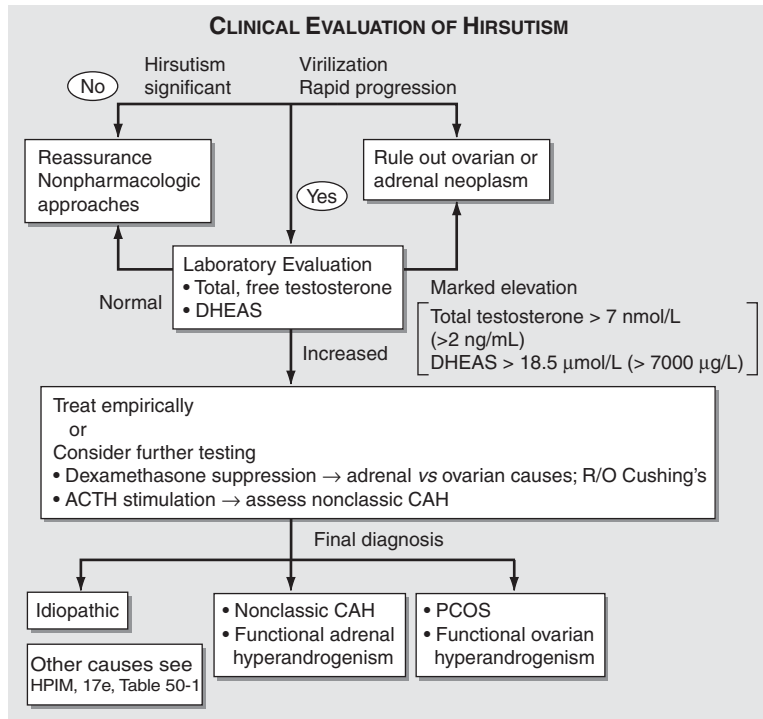 CLINICAL EVALUATION OF HIRSUTISM
No
Hirsutism
significant
Virilization
Rapid progression
Reassurance
Nonpharmacologic
approaches
Yes
Rule out ovarian or
adrenal neoplasm
Laboratory Evaluation
• Total, free testosterone
• DHEAS
Normal
Marked elevation
Total testosterone > 7 nmol/L
(>2 ng/mL)
DHEAS > 18.5 μmol/L (> 7000 μg/L)
Increased
Treat empirically
or
Consider further testing
• Dexamethasone suppression → adrenal vs ovarian causes; R/O Cushing's
• ACTH stimulation → assess nonclassic CAH
Final diagnosis
Idiopathic
• Nonclassic CAH
• Functional adrenal
hyperandrogenism
• PCOS
• Functional ovarian
hyperandrogenism
Other causes see
HPIM, 17e, Table 50-1